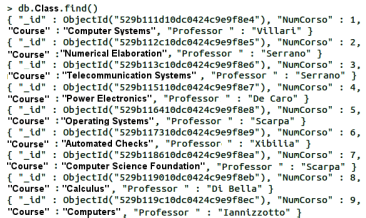 > db.Class.find()
{ "_id" : ObjectId("529b111d10dc0424c9e9f8e4"), "NumCorso" : 1,
"Course" : "Computer Systems", "Professor " : "Villari" }
{ "_id" : ObjectId("529b112c10dc0424c9e9f8e5"), "NumCorso" : 2,
"Course" : "Numerical Elaboration", "Professor " : "Serrano" }
{ "_id" : ObjectId("529b113c10dc0424c9e9f8e6"), "NumCorso" : 3,
"Course" : "Telecommunication Systems" , "Professor " : "Serrano" }
{ "_id" : ObjectId("529b115110dc0424c9e9f8e7"), "NumCorso" : 4,
"Course" : "Power Electronics", "Professor " : "De Caro" }
{ "_id" : ObjectId("529b116410dc0424c9e9f8e8"), "NumCorso" : 5,
"Course" : "Operating Systems", "Professor " : "Scarpa" }
{ "_id" : ObjectId("529b117310dc0424c9e9f8e9"), "NumCorso" : 6,
"Course" : "Automated Checks", "Professor " : "Xibilia" }
{ "_id" : ObjectId("529b118610dc0424c9e9f8ea"), "NumCorso" : 7,
"Course" : "Computer Science Foundation", "Professor " : "Scarpa" }
{ "_id" : ObjectId("529b119010dc0424c9e9f8eb"), "NumCorso" : 8,
"Course" : "Calculus", "Professor " : "Di Bella" }
{ "_id" : ObjectId("529b119c10dc0424c9e9f8ec"), "NumCorso" : 9,
"Course" : "Computers", "Professor " : "Iannizzotto" }